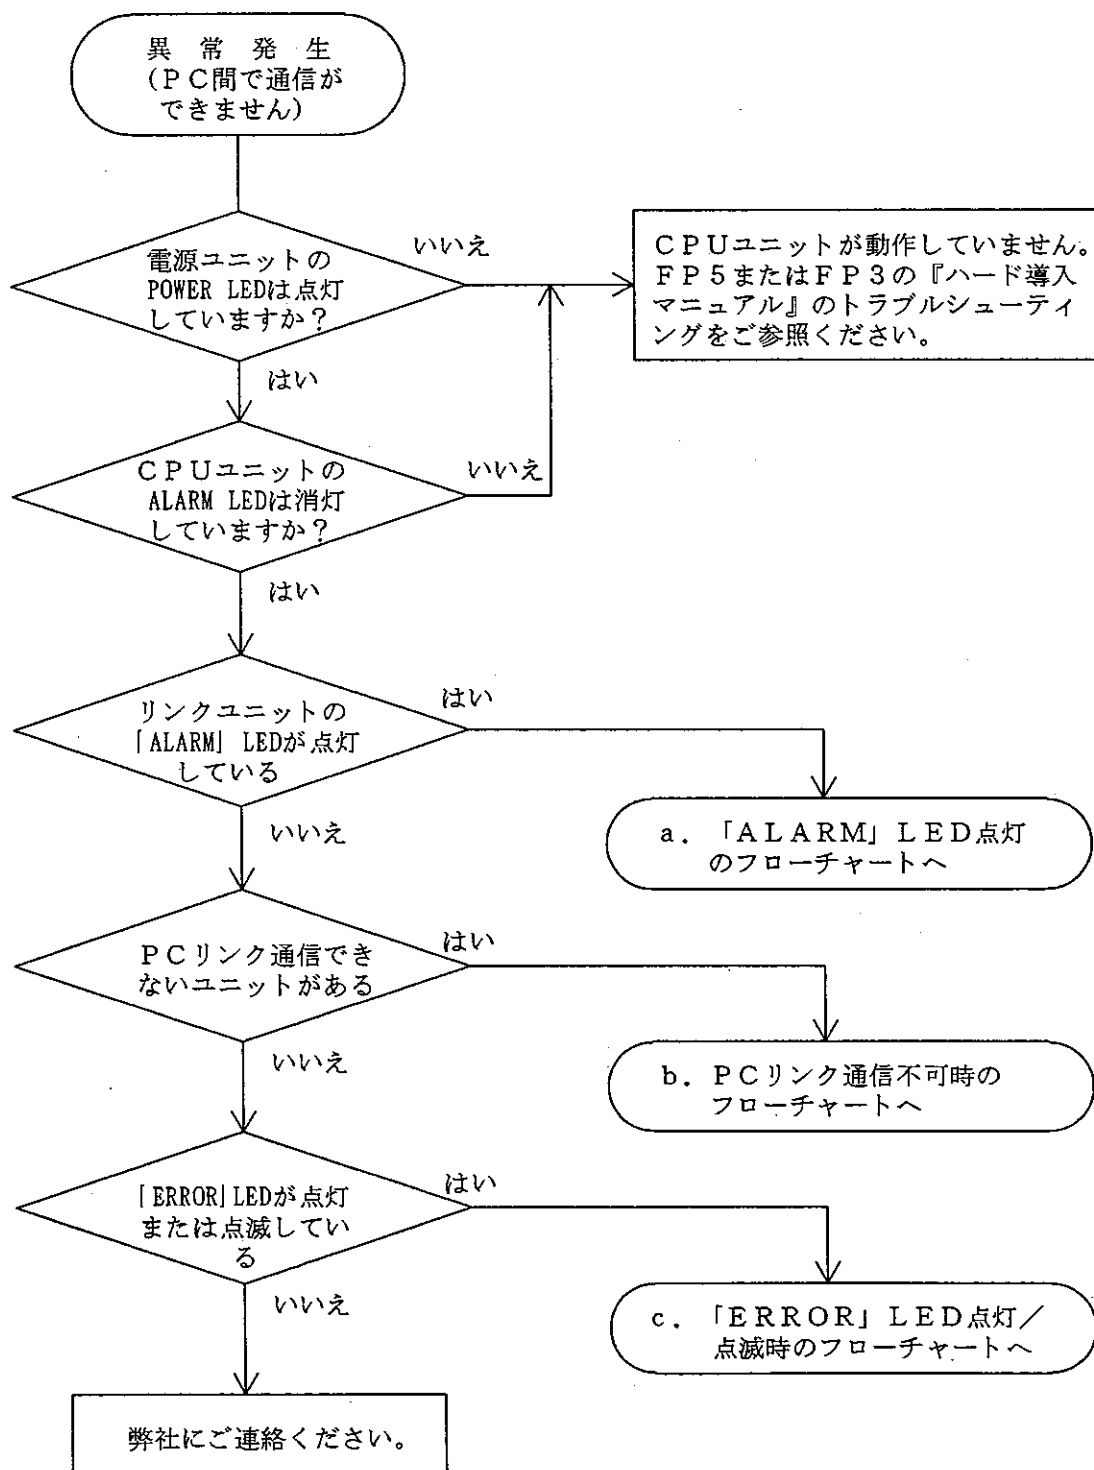 異　常　発　生
（ＰＣ間で通信が
できません）
電源ユニットの
POWER LEDは点灯
していますか？
いいえ
ＣＰＵユニットが動作していません。
ＦＰ５またはＦＰ３の『ハード導入
マニュアル』のトラブルシューティ
ングをご参照ください。
はい
ＣＰＵユニットの
ALARM LEDは消灯
していますか？
いいえ
はい
リンクユニットの
「ALARM」LEDが点灯
している
はい
a．「ＡＬＡＲＭ」ＬＥＤ点灯
のフローチャートへ
いいえ
ＰＣリンク通信でき
ないユニットがある
はい
b．ＰＣリンク通信不可時の
フローチャートへ
いいえ
「ERROR」LEDが点灯
または点滅してい
る
はい
c．「ＥＲＲＯＲ」ＬＥＤ点灯／
点滅時のフローチャートへ
いいえ
弊社にご連絡ください。